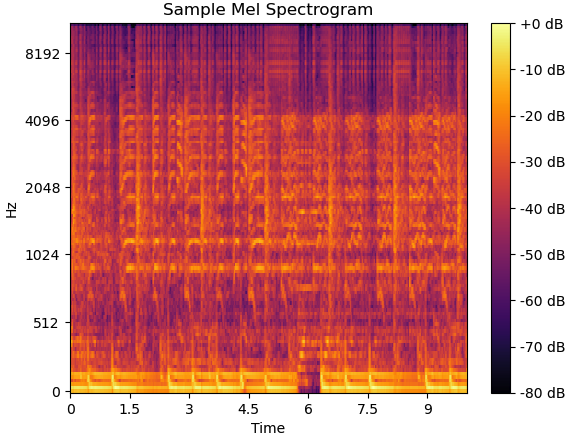 Sample Mel Spectrogram
Hz
8192
4096
2048
1024
512
0
0 1.5 3 4.5 6 7.5 9
Time
+0 dB
-10 dB
-20 dB
-30 dB
-40 dB
-50 dB
-60 dB
-70 dB
-80 dB